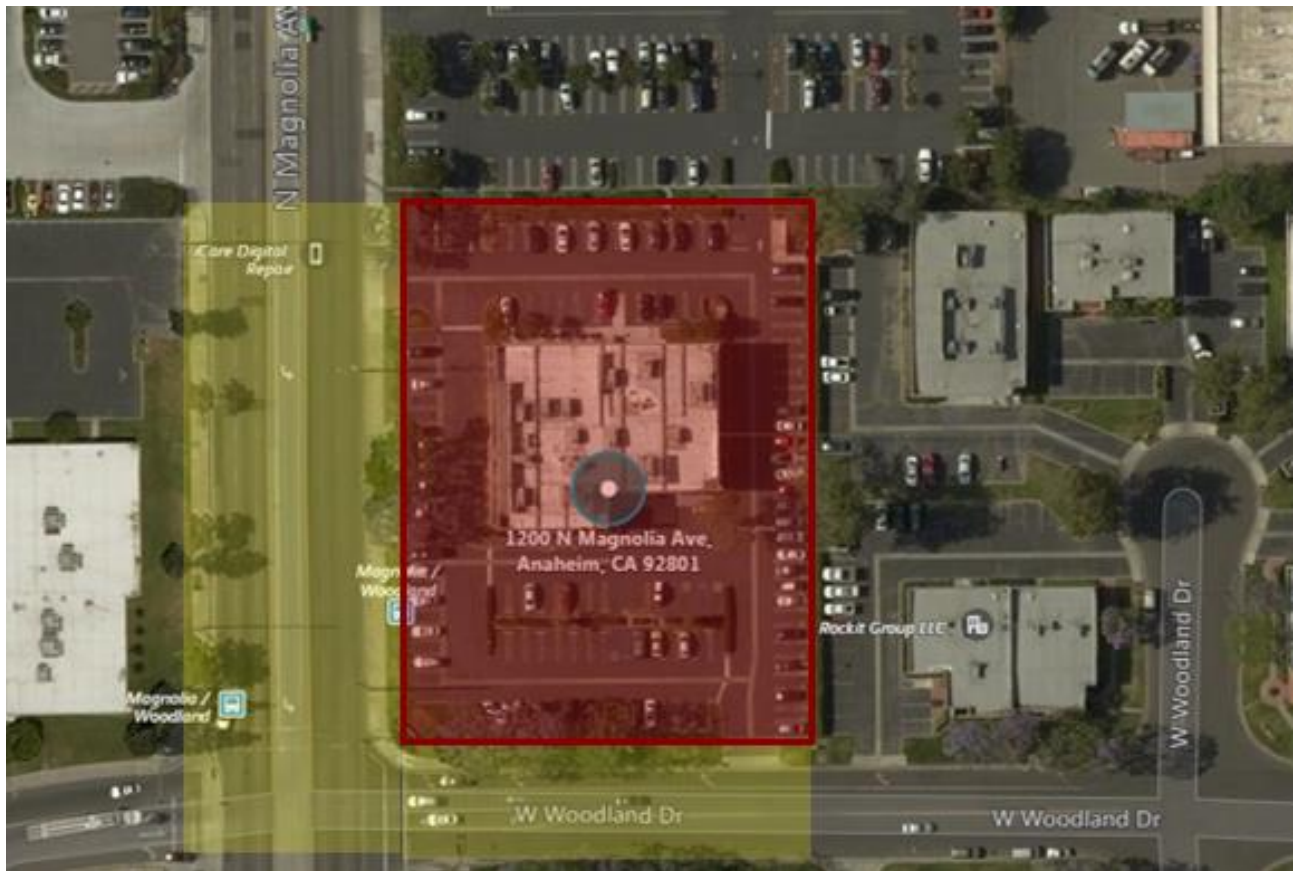 N Magnolia Av
iCare Digital
Repair
1200 N Magnolia Ave,
Anaheim, CA 92801
Magnolia /
Woodland
Rockit Group LLC
Magnolia /
Woodland
W Woodland Dr
W Woodland Dr
W Woodland Dr